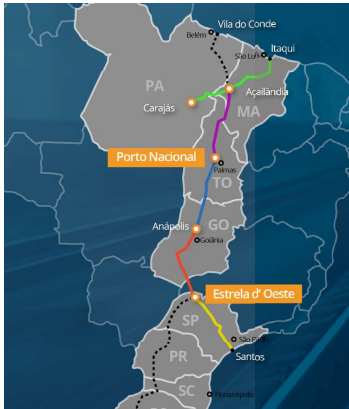 Vila do Conde
Belém
São Luís
Itaqui
PA
Açailândia
Carajás
MA
Porto Nacional
Palmas
TO
Anápolis
GO
Goiânia
Estrela d' Oeste
SP
São Paulo
PR
Santos
SC
Florianópolis